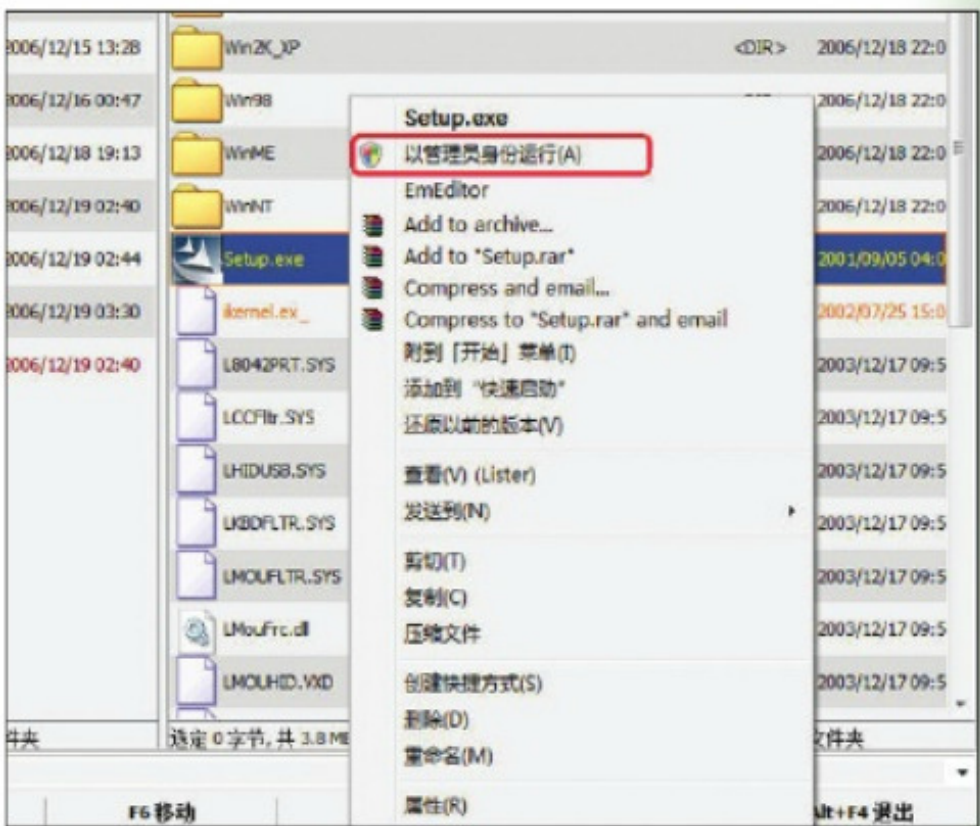 2006/12/15 13:28
Win2K_XP
<DIR>
2006/12/18 22:0
2006/12/16 00:47
Win98
2006/12/18 22:0
2006/12/18 19:13
WinME
2006/12/18 22:0
2006/12/19 02:40
WinNT
2006/12/18 22:0
2006/12/19 02:44
Setup.exe
2001/09/05 04:0
2006/12/19 03:30
ikernel.ex_
2002/07/25 15:0
2006/12/19 02:40
L8042PRT.SYS
2003/12/17 09:5
LCCFltr.SYS
2003/12/17 09:5
LHIDUSB.SYS
2003/12/17 09:5
LKBDFLTR.SYS
2003/12/17 09:5
LMOUFLTR.SYS
2003/12/17 09:5
LMouFrc.dll
2003/12/17 09:5
LMOUHID.VXD
2003/12/17 09:5
Setup.exe
以管理员身份运行(A)
EmEditor
Add to archive...
Add to "Setup.rar"
Compress and email...
Compress to "Setup.rar" and email
附到「开始」菜单(I)
添加到 "快速启动"
还原以前的版本(V)
查看(V) (Lister)
发送到(N)
剪切(T)
复制(C)
压缩文件
创建快捷方式(S)
删除(D)
重命名(M)
属性(R)
件夹
选定 0 字节, 共 3.8 M
文件夹
F6 移动
Alt+F4 退出